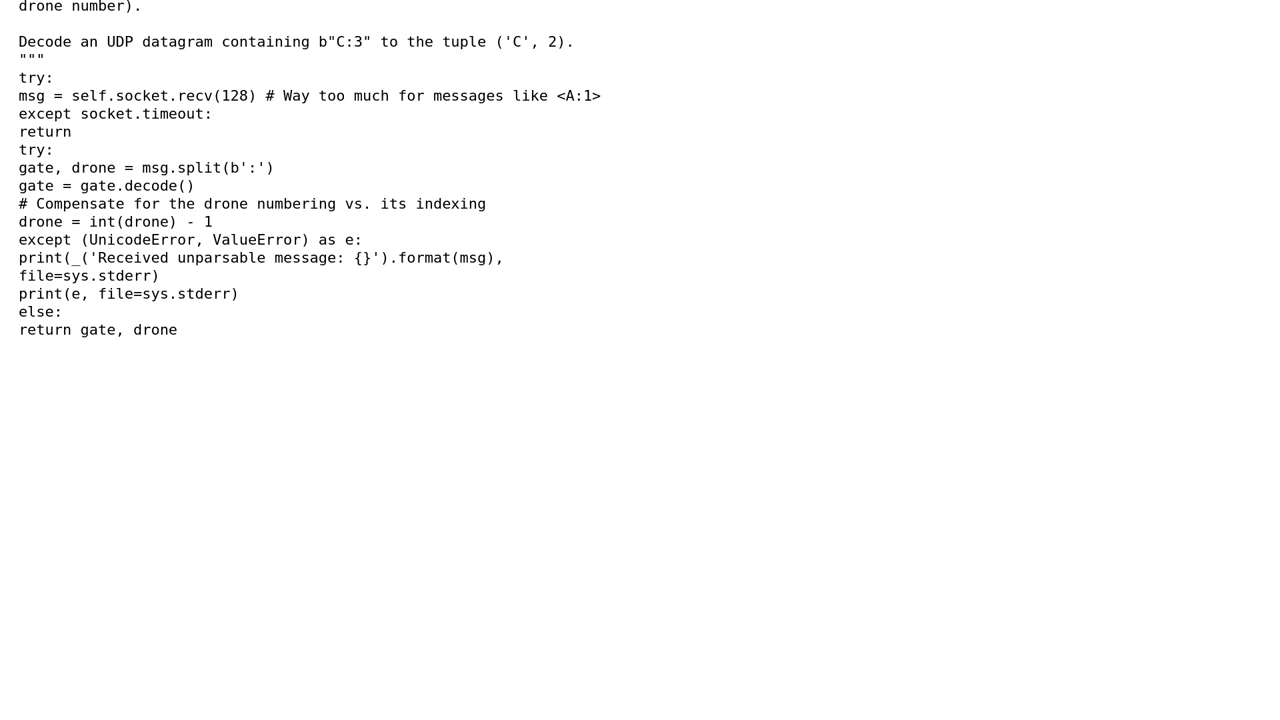 drone number).

Decode an UDP datagram containing b"C:3" to the tuple ('C', 2).
"""
try:
msg = self.socket.recv(128) # Way too much for messages like <A:1>
except socket.timeout:
return
try:
gate, drone = msg.split(b':')
gate = gate.decode()
# Compensate for the drone numbering vs. its indexing
drone = int(drone) - 1
except (UnicodeError, ValueError) as e:
print(_('Received unparsable message: {}').format(msg),
file=sys.stderr)
print(e, file=sys.stderr)
else:
return gate, drone